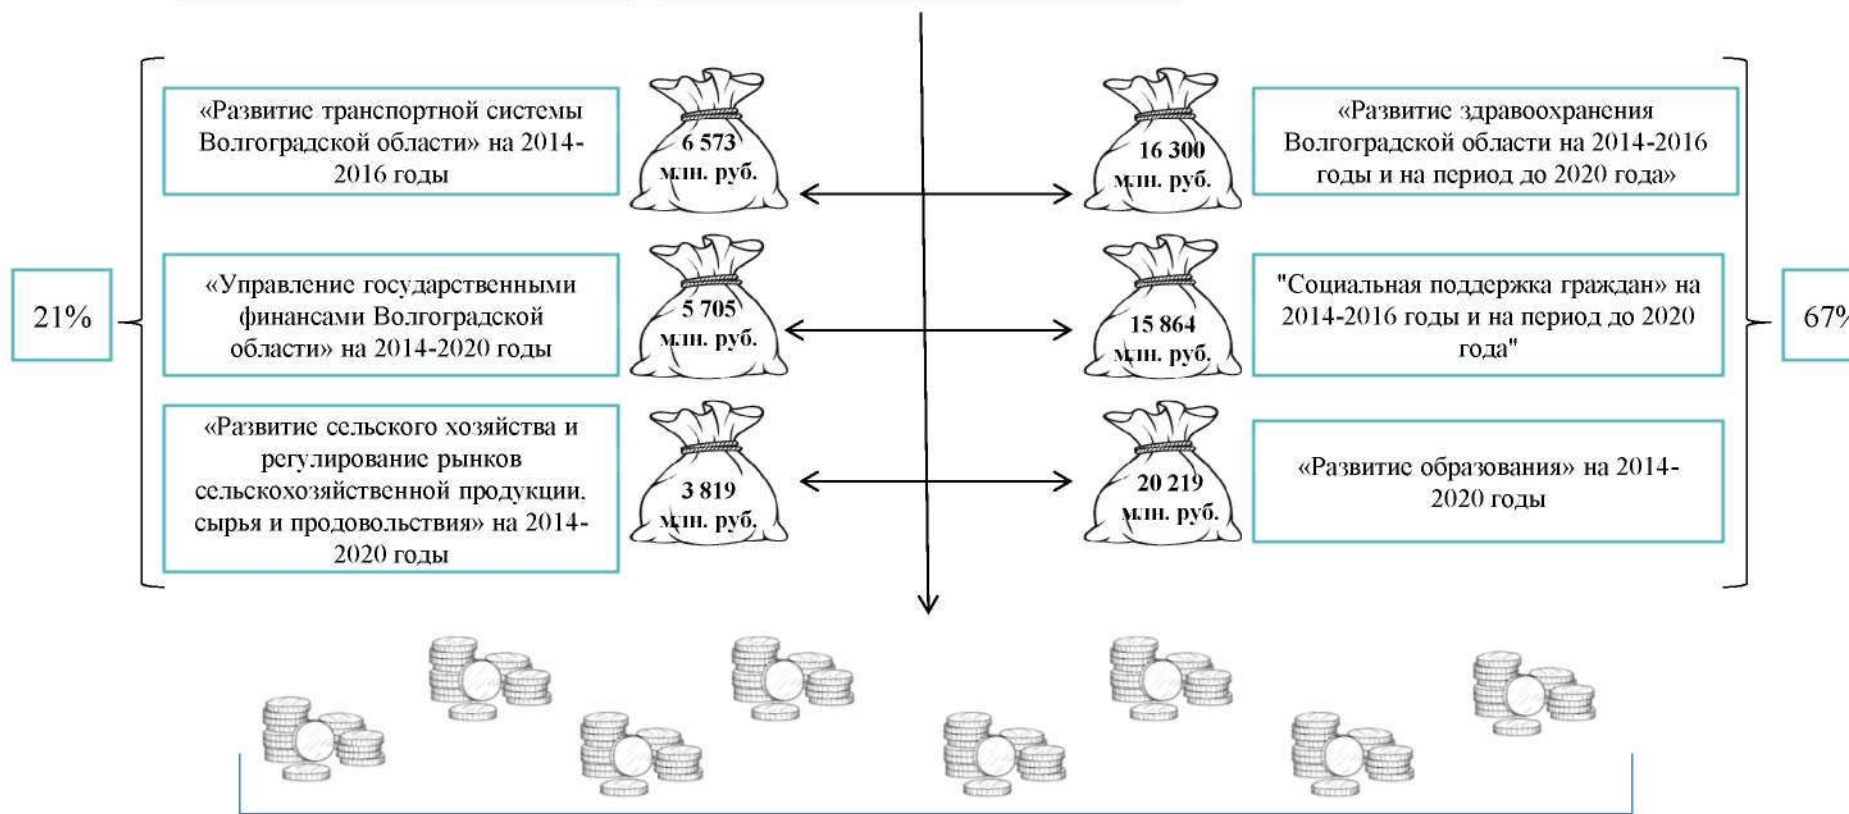 21%
«Развитие транспортной системы
Волгоградской области» на 2014-
2016 годы
6 573
млн. руб.
«Управление государственными
финансами Волгоградской
области» на 2014-2020 годы
5 705
млн. руб.
«Развитие сельского хозяйства и
регулирование рынков
сельскохозяйственной продукции,
сырья и продовольствия» на 2014-
2020 годы
3 819
млн. руб.
16 300
млн. руб.
«Развитие здравоохранения
Волгоградской области на 2014-2016
годы и на период до 2020 года»
15 864
млн. руб.
"Социальная поддержка граждан» на
2014-2016 годы и на период до 2020
года"
20 219
млн. руб.
«Развитие образования» на 2014-
2020 годы
67%